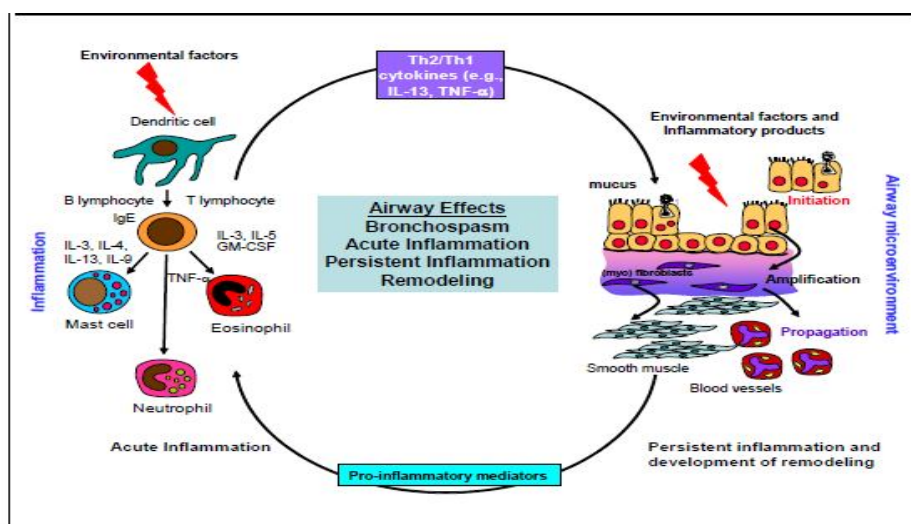 Environmental factors
Dendritic cell
B lymphocyte
T lymphocyte
IgE
IL-3, IL-4,
IL-13, IL-9
IL-3, IL-5
GM-CSF
TNF-α
Mast cell
Eosinophil
Neutrophil
Inflammation
Acute Inflammation
Th2/Th1
cytokines (e.g.,
IL-13, TNF-α)
Airway Effects
Bronchospasm
Acute Inflammation
Persistent Inflammation
Remodeling
Pro-inflammatory mediators
Environmental factors and
Inflammatory products
mucus
Initiation
(myo) fibroblasts
Amplification
Propagation
Smooth muscle
Blood vessels
Airway microenvironment
Persistent inflammation and
development of remodeling